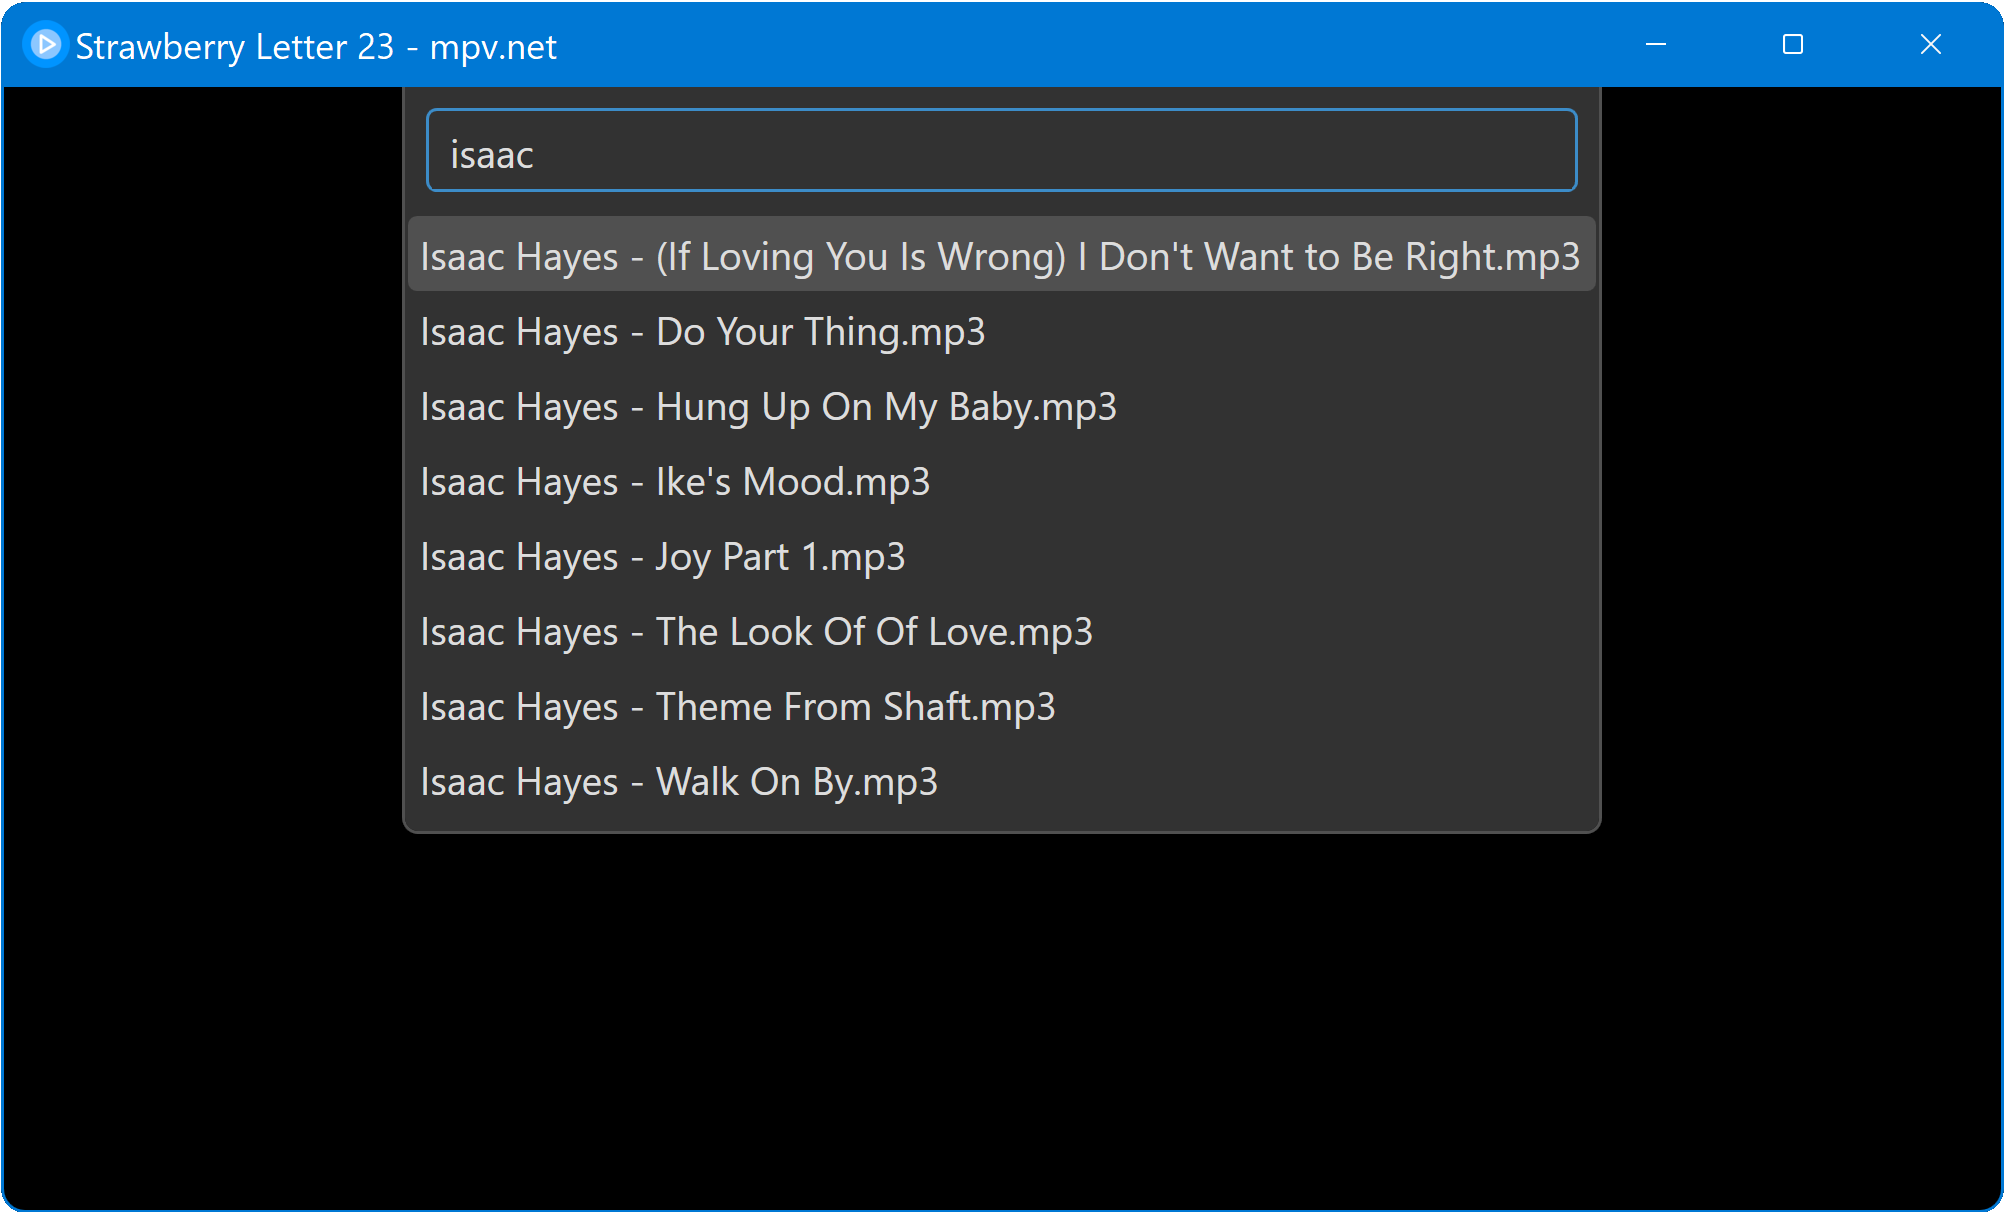 Strawberry Letter 23 - mpv.net
isaac
Isaac Hayes - (If Loving You Is Wrong) I Don't Want to Be Right.mp3
Isaac Hayes - Do Your Thing.mp3
Isaac Hayes - Hung Up On My Baby.mp3
Isaac Hayes - Ike's Mood.mp3
Isaac Hayes - Joy Part 1.mp3
Isaac Hayes - The Look Of Of Love.mp3
Isaac Hayes - Theme From Shaft.mp3
Isaac Hayes - Walk On By.mp3